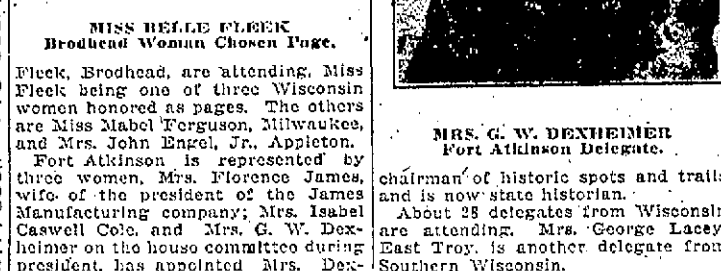 MISS BELLE FLEEK
Brodhead Woman Chosen Page.
Fleek, Brodhead, are attending, Miss
Fleek being one of three Wisconsin
women honored as pages. The others
are Miss Mabel Ferguson, Milwaukee,
and Mrs. John Engel, Jr., Appleton.
Fort Atkinson is represented by
three women, Mrs. Florence James,
wife of the president of the James
Manufacturing company; Mrs. Isabel
Caswell Cole, and Mrs. G. W. Dex-
heimer on the house committee during
president, has appointed Mrs. Dex-
MRS. G. W. DEXHEIMER
Fort Atkinson Delegate.
chairman of historic spots and trails
and is now state historian.
About 28 delegates from Wisconsin
are attending. Mrs. George Lacey
East Troy, is another delegate from
Southern Wisconsin.